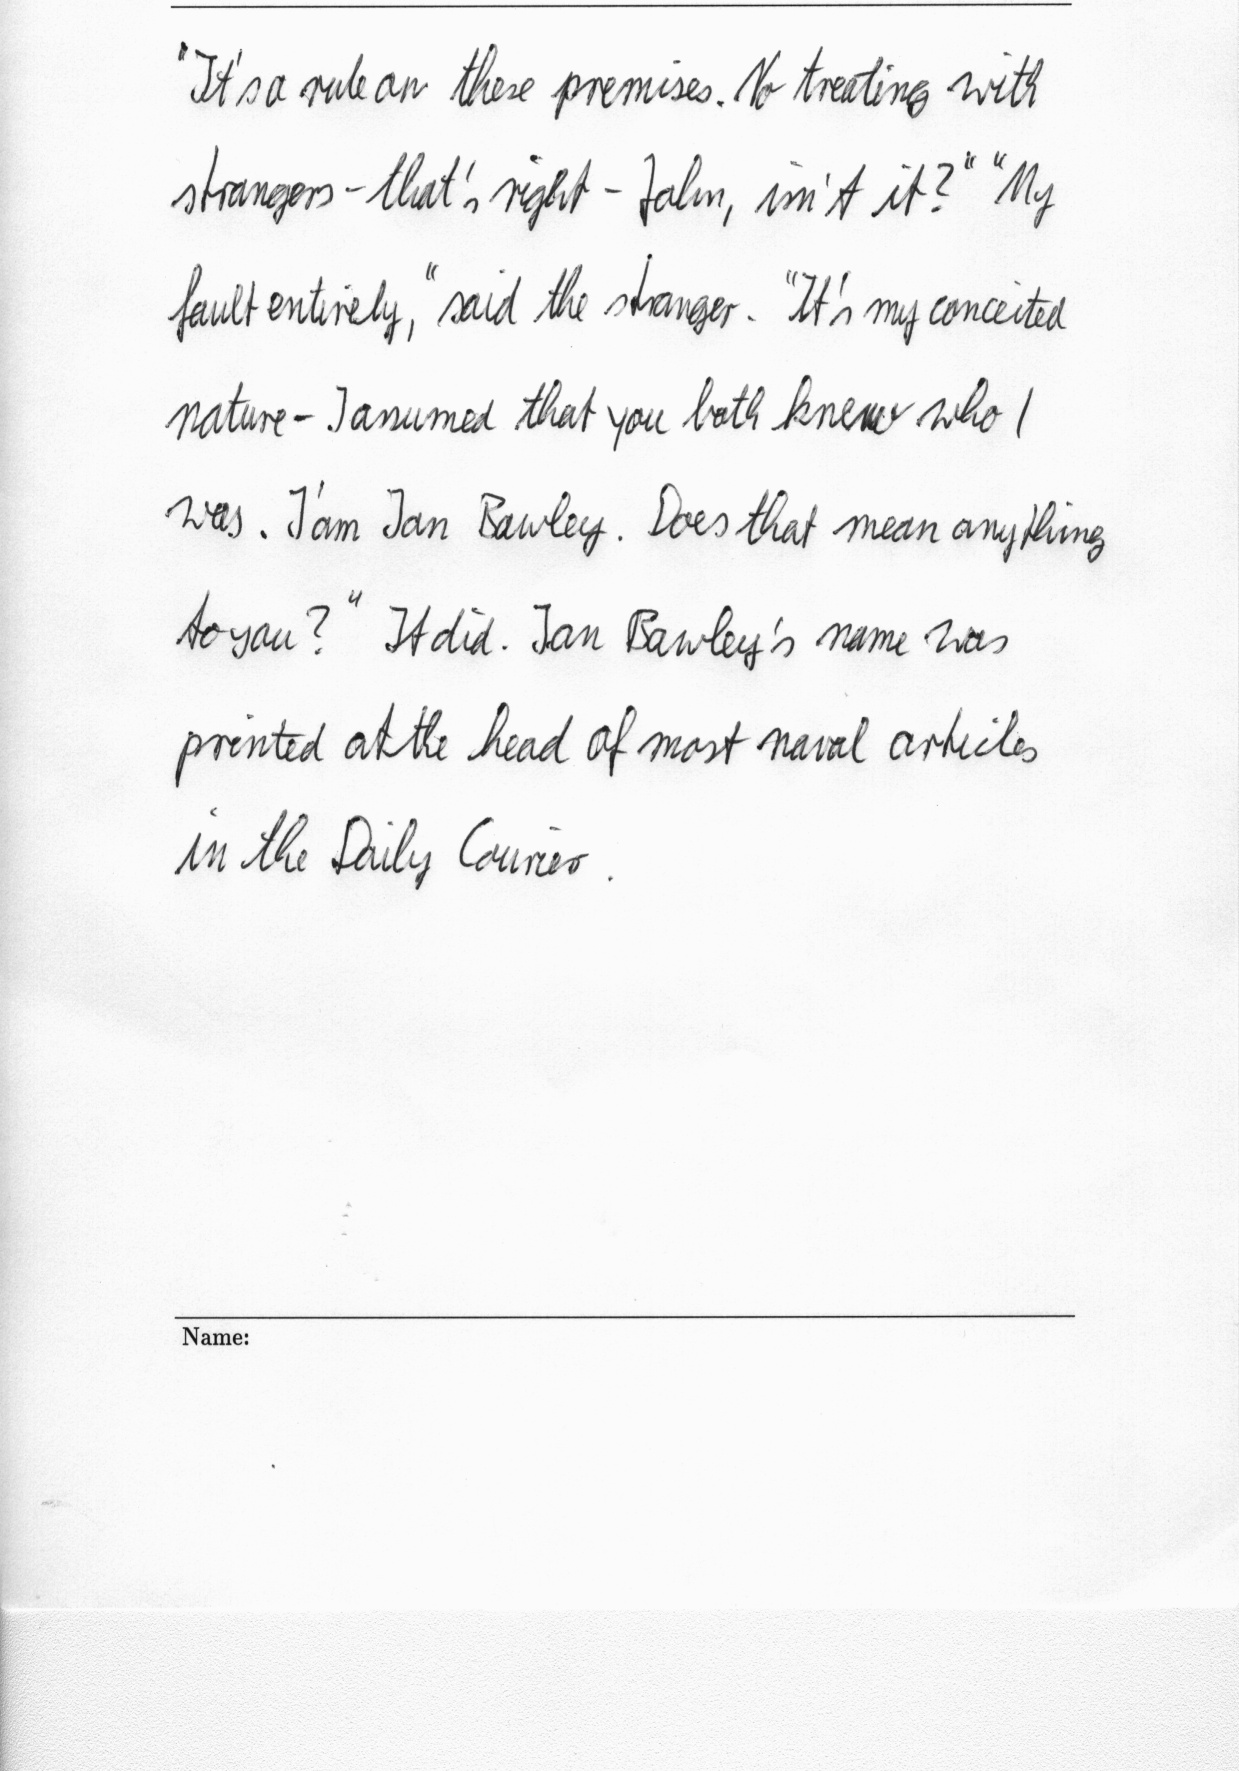 "It's a rule on these premises. No treating with
strangers - that's right - John, isn't it?" "My
fault entirely," said the stranger. "It's my conceited
nature - I assumed that you both knew who I
was. I'am Ian Bawley. Does that mean anything
to you?" It did. Ian Bawley's name was
printed at the head of most naval articles
in the Daily Courier.
Name: